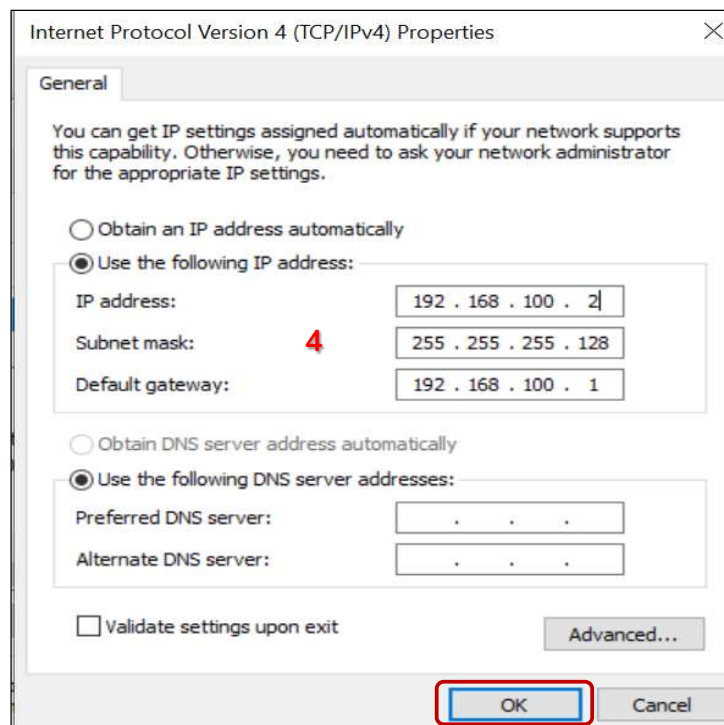 Internet Protocol Version 4 (TCP/IPv4) Properties
General
You can get IP settings assigned automatically if your network supports
this capability. Otherwise, you need to ask your network administrator
for the appropriate IP settings.
Obtain an IP address automatically
Use the following IP address:
IP address: 192 . 168 . 100 . 2
Subnet mask: 4 255 . 255 . 255 . 128
Default gateway: 192 . 168 . 100 . 1
Obtain DNS server address automatically
Use the following DNS server addresses:
Preferred DNS server: . . .
Alternate DNS server: . . .
Validate settings upon exit
Advanced...
OK Cancel